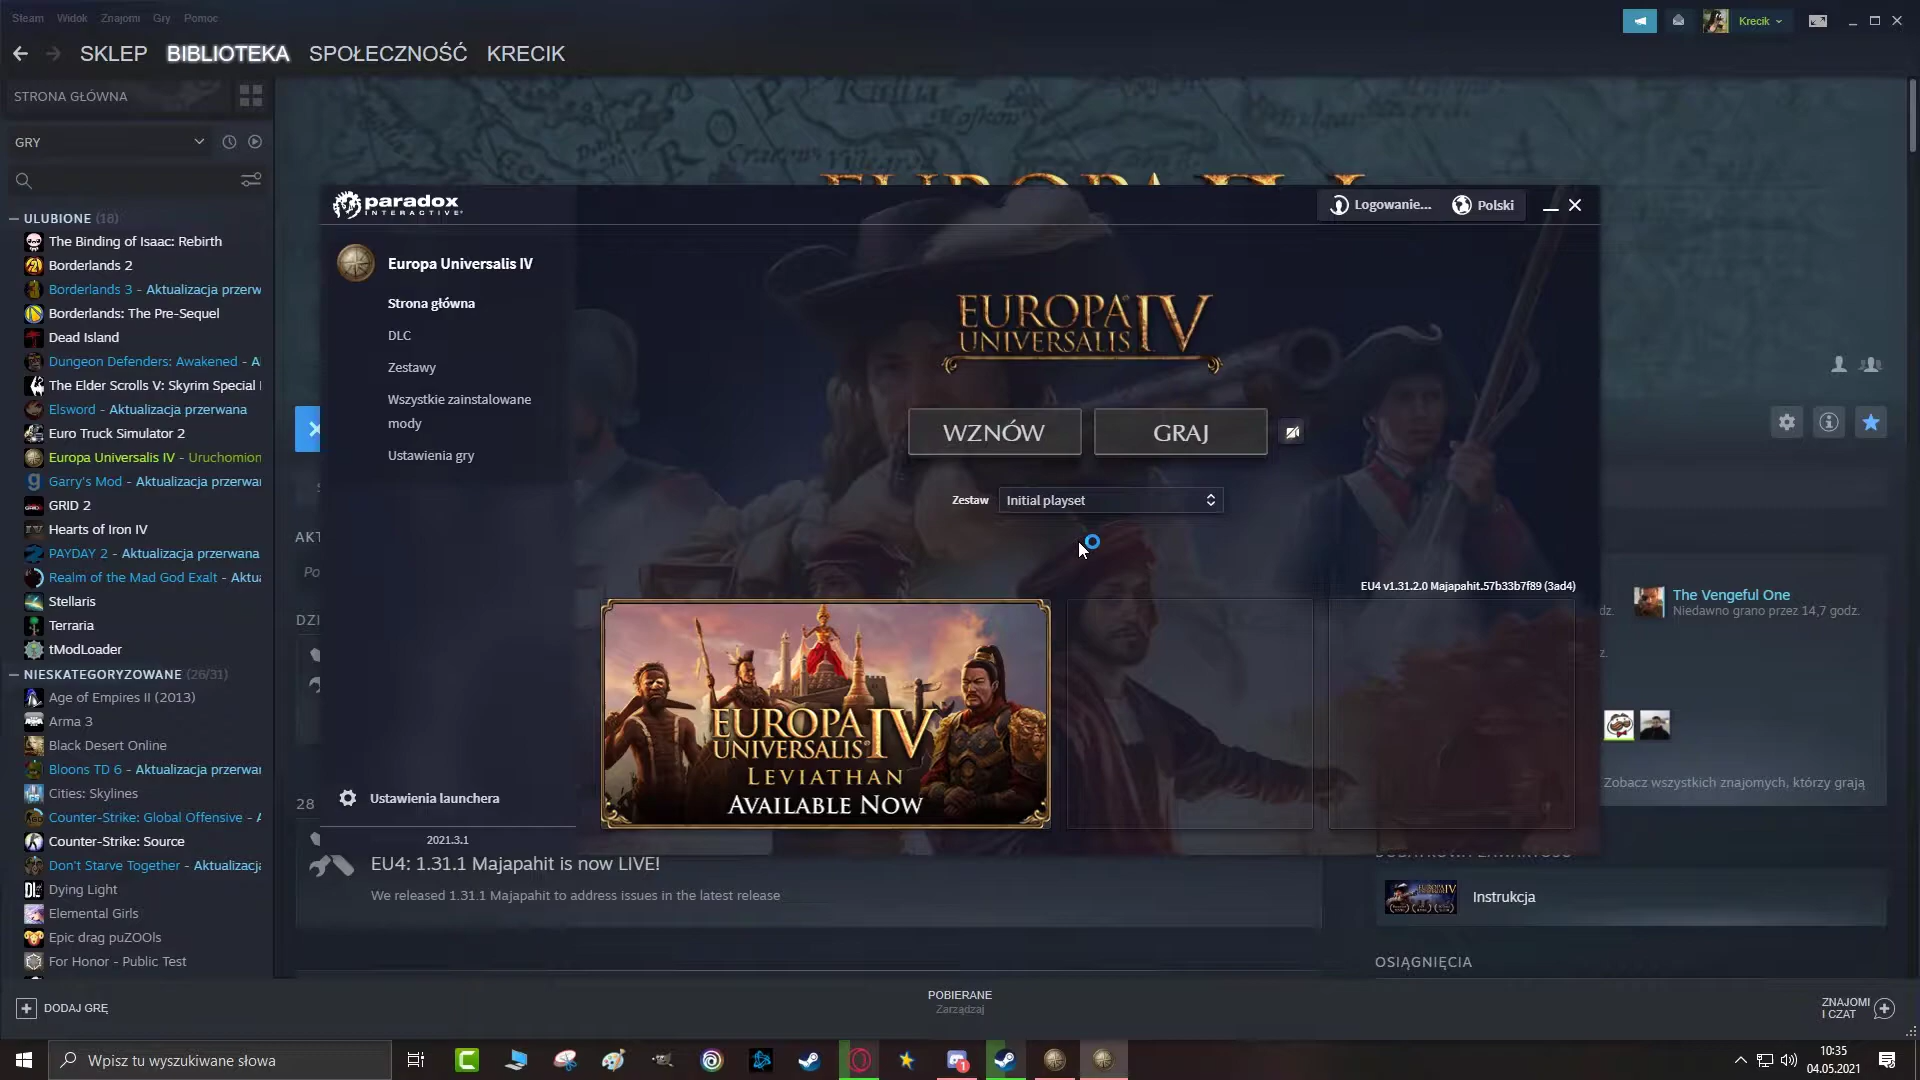 Steam Widok Znajomi Gry Pomoc
Krecik
SKLEP BIBLIOTEKA SPOŁECZNOŚĆ KRECIK
STRONA GŁÓWNA
GRY
ULUBIONE (18)
The Binding of Isaac: Rebirth
Borderlands 2
Borderlands 3 - Aktualizacja przerw
Borderlands: The Pre-Sequel
Dead Island
Dungeon Defenders: Awakened - A
The Elder Scrolls V: Skyrim Special
Elsword - Aktualizacja przerwana
Euro Truck Simulator 2
Europa Universalis IV - Uruchomion
Garry's Mod - Aktualizacja przerwa
GRID 2
Hearts of Iron IV
PAYDAY 2 - Aktualizacja przerwana
Realm of the Mad God Exalt - Aktu
Stellaris
Terraria
tModLoader
NIESKATEGORYZOWANE (26/31)
Age of Empires II (2013)
Arma 3
Black Desert Online
Bloons TD 6 - Aktualizacja przerwa
Cities: Skylines
Counter-Strike: Global Offensive - A
Counter-Strike: Source
Don't Starve Together - Aktualizacj
Dying Light
Elemental Girls
Epic drag puZOOls
For Honor - Public Test
DODAJ GRĘ
paradox
INTERACTIVE
Logowanie...
Polski
Europa Universalis IV
Strona główna
DLC
Zestawy
Wszystkie zainstalowane
mody
Ustawienia gry
Ustawienia launchera
2021.3.1
EUROPA
UNIVERSALIS IV
WZNÓW
GRAJ
Zestaw
Initial playset
EU4 v1.31.2.0 Majapahit.57b33b7f89 (3ad4)
EUROPA
UNIVERSALIS IV
LEVIATHAN
AVAILABLE NOW
AKT
Po
DZI
28
EU4: 1.31.1 Majapahit is now LIVE!
We released 1.31.1 Majapahit to address issues in the latest release
The Vengeful One
Niedawno grano przez 14,7 godz.
dz.
z.
Zobacz wszystkich znajomych, którzy grają
Instrukcja
OSIĄGNIĘCIA
POBIERANE
Zarządzaj
ZNAJOMI
I CZAT
Wpisz tu wyszukiwane słowa
10:35
04.05.2021